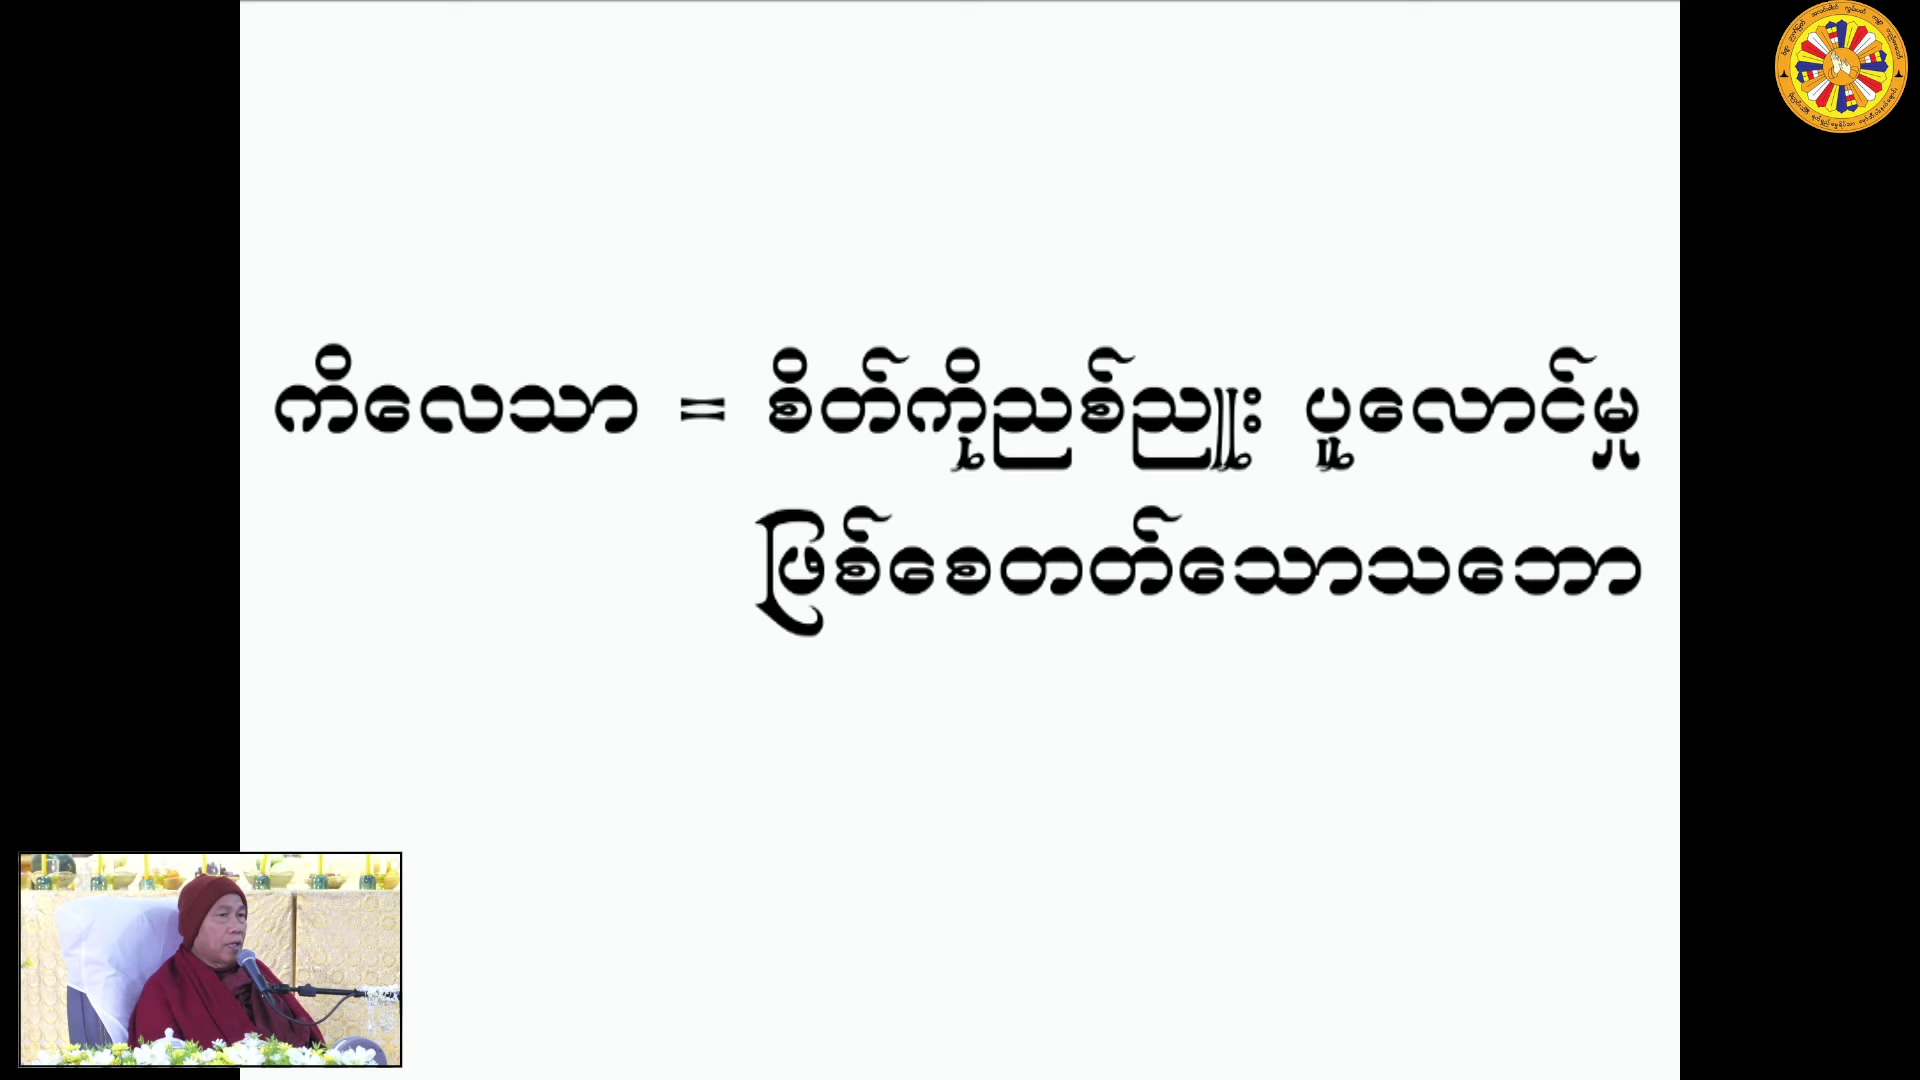 ကိလေသာ = စိတ်ကိုညစ်ညူး ပူလောင်မှု
ဖြစ်စေတတ်သောသဘော